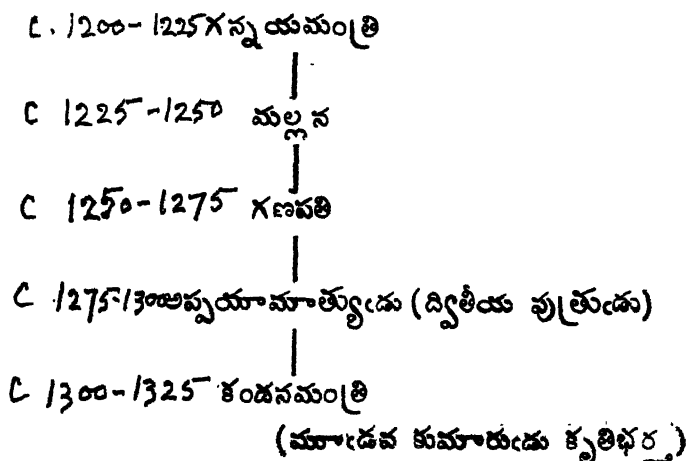 C. 1200-1225 గన్నయమంత్రి
C 1225-1250 మల్లన
C 1250-1275 గణపతి
C 1275-1300 అప్పయామాత్యుఁడు (ద్వితీయ పుత్రుఁడు)
C 1300-1325 కందనమంత్రి
(మూఁడవ కుమారుఁడు కృతిభర్త)